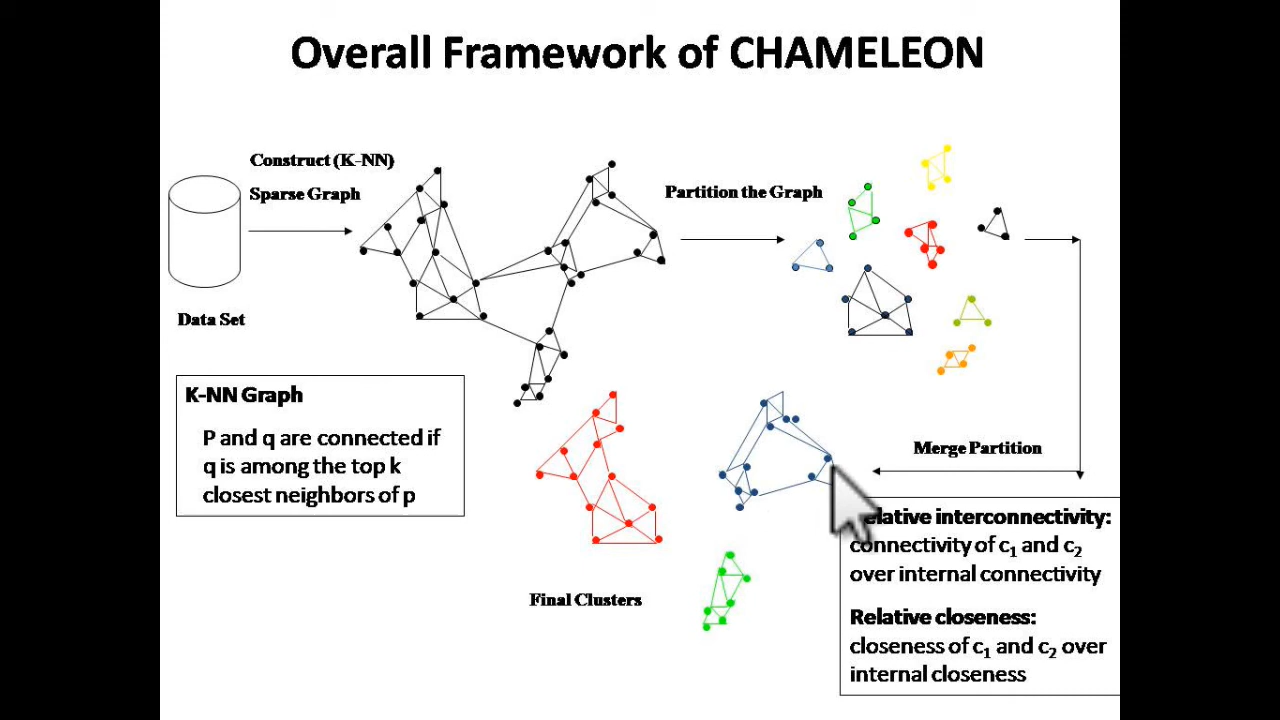 Overall Framework of CHAMELEON
Construct (K-NN)
Sparse Graph
Partition the Graph
Data Set
K-NN Graph
P and q are connected if
q is among the top k
closest neighbors of p
Merge Partition
Final Clusters
elative interconnectivity:
connectivity of c₁ and c₂
over internal connectivity
Relative closeness:
closeness of c₁ and c₂ over
internal closeness